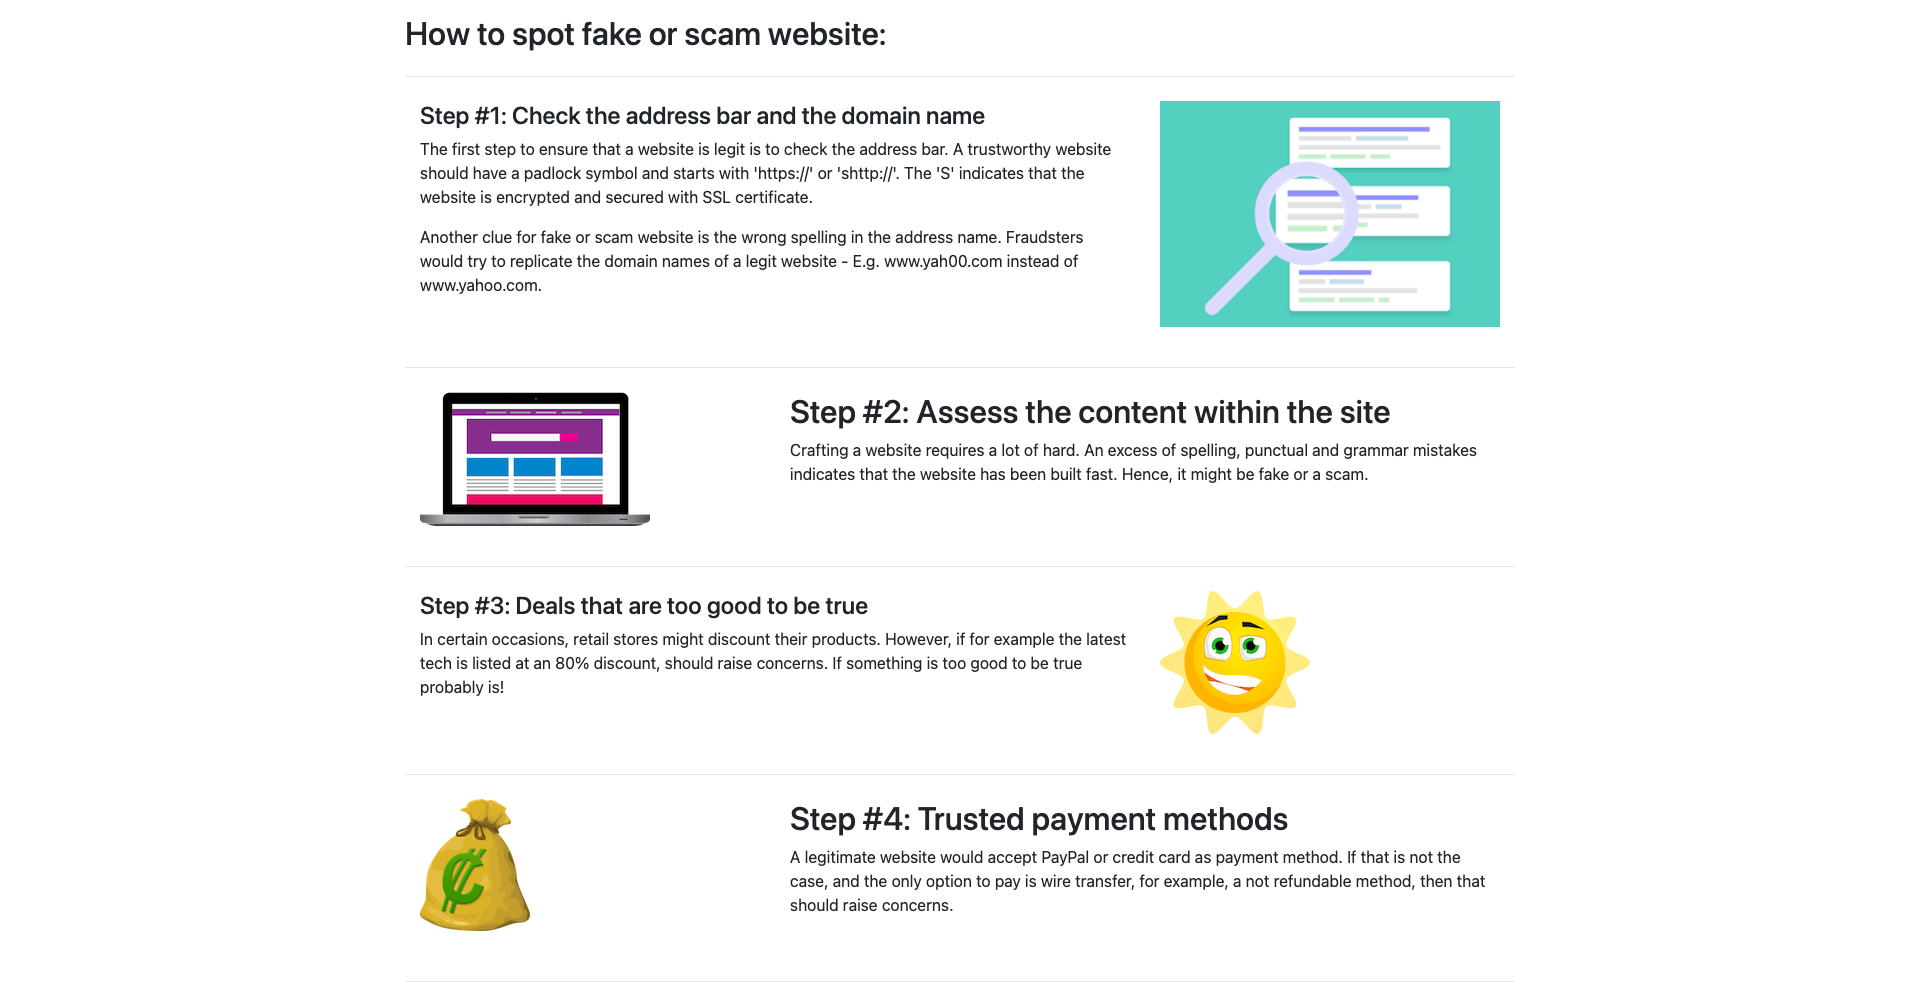 How to spot fake or scam website:
Step #1: Check the address bar and the domain name
The first step to ensure that a website is legit is to check the address bar. A trustworthy website
should have a padlock symbol and starts with 'https://' or 'shttp://'. The 'S' indicates that the
website is encrypted and secured with SSL certificate.
Another clue for fake or scam website is the wrong spelling in the address name. Fraudsters
would try to replicate the domain names of a legit website - E.g. www.yah00.com instead of
www.yahoo.com.
Step #2: Assess the content within the site
Crafting a website requires a lot of hard. An excess of spelling, punctual and grammar mistakes
indicates that the website has been built fast. Hence, it might be fake or a scam.
Step #3: Deals that are too good to be true
In certain occasions, retail stores might discount their products. However, if for example the latest
tech is listed at an 80% discount, should raise concerns. If something is too good to be true
probably is!
Step #4: Trusted payment methods
A legitimate website would accept PayPal or credit card as payment method. If that is not the
case, and the only option to pay is wire transfer, for example, a not refundable method, then that
should raise concerns.